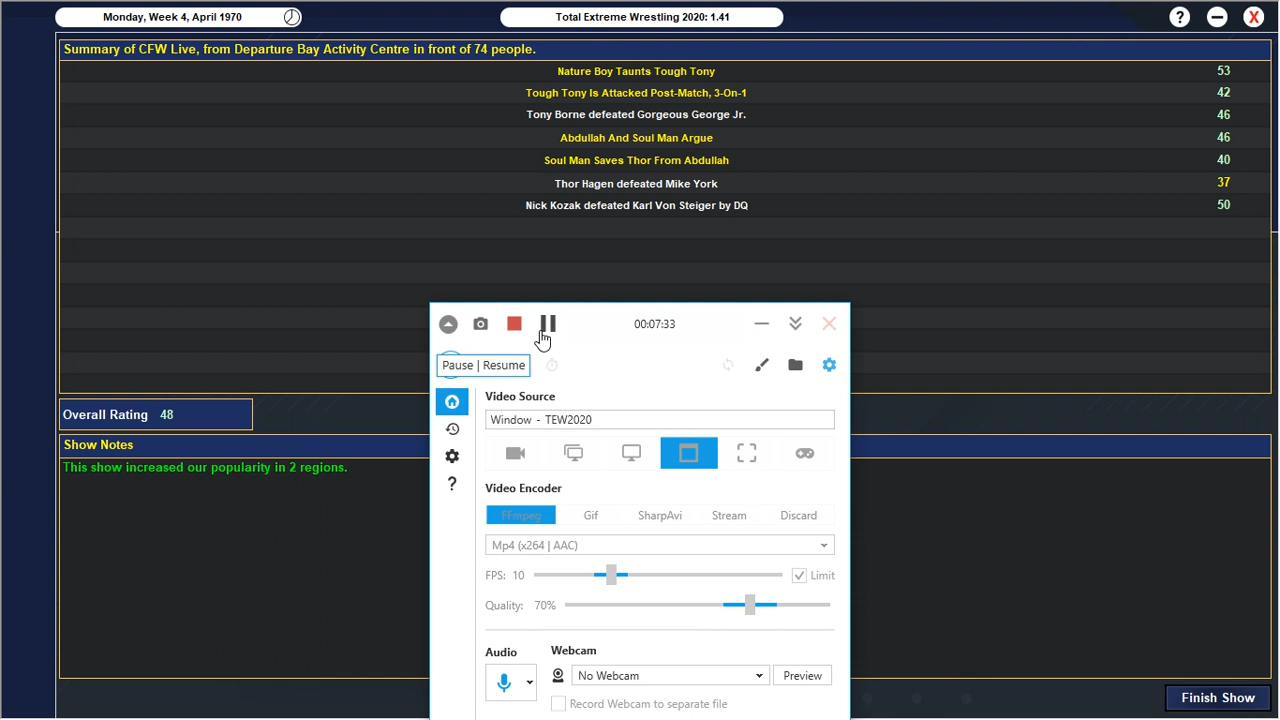 Monday, Week 4, April 1970
Total Extreme Wrestling 2020: 1.41
? X
Summary of CFW Live, from Departure Bay Activity Centre in front of 74 people.
Nature Boy Taunts Tough Tony 53
Tough Tony Is Attacked Post-Match, 3-On-1 42
Tony Borne defeated Gorgeous George Jr. 46
Abdullah And Soul Man Argue 46
Soul Man Saves Thor From Abdullah 40
Thor Hagen defeated Mike York 37
Nick Kozak defeated Karl Von Steiger by DQ 50
00:07:33
Pause | Resume
Video Source
Window - TEW2020
Overall Rating 48
Show Notes
This show increased our popularity in 2 regions.
?
Video Encoder
FFmpeg Gif SharpAvi Stream Discard
Mp4 (x264 | AAC)
FPS: 10 Limit
Quality: 70%
Audio Webcam
No Webcam Preview
Record Webcam to separate file
Finish Show